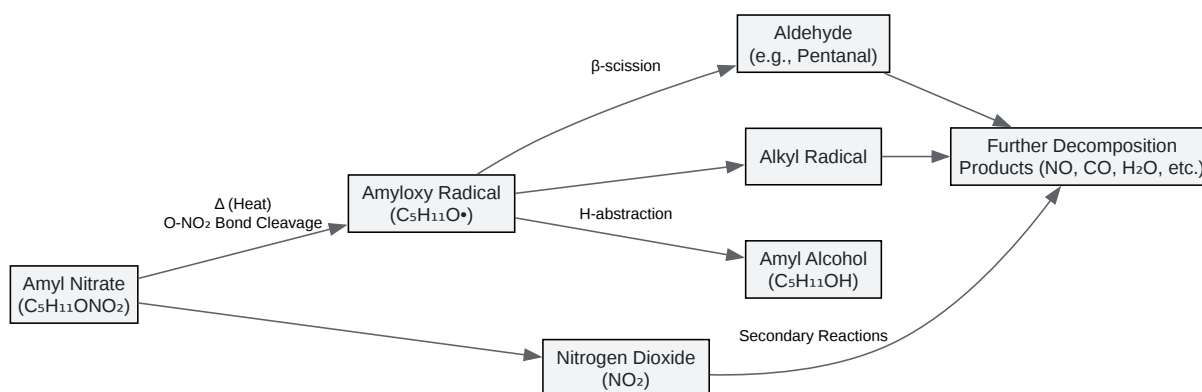 Aldehyde
(e.g., Pentanal)
β-scission
Alkyl Radical
Further Decomposition
Products (NO, CO, H₂O, etc.)
Amyloxy Radical
(C₅H₁₁O•)
Δ (Heat)
O-NO₂ Bond Cleavage
H-abstraction
Amyl Alcohol
(C₅H₁₁OH)
Amyl Nitrate
(C₅H₁₁ONO₂)
Secondary Reactions
Nitrogen Dioxide
(NO₂)